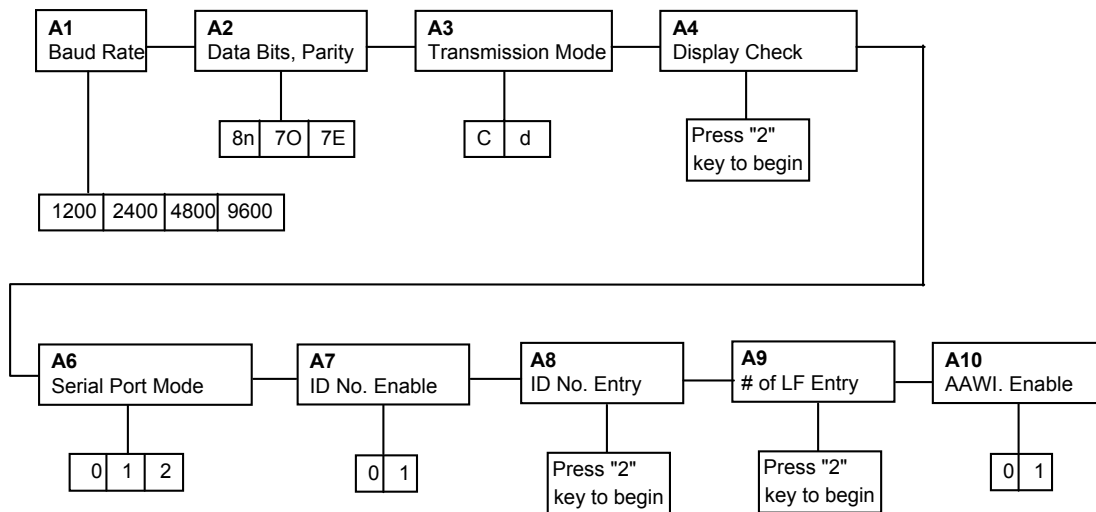 A1
Baud Rate
A2
Data Bits, Parity
A3
Transmission Mode
A4
Display Check
8n 7O 7E
C d
Press "2"
key to begin
1200 2400 4800 9600
A6
Serial Port Mode
A7
ID No. Enable
A8
ID No. Entry
A9
# of LF Entry
A10
AAWI. Enable
0 1 2
0 1
Press "2"
key to begin
Press "2"
key to begin
0 1